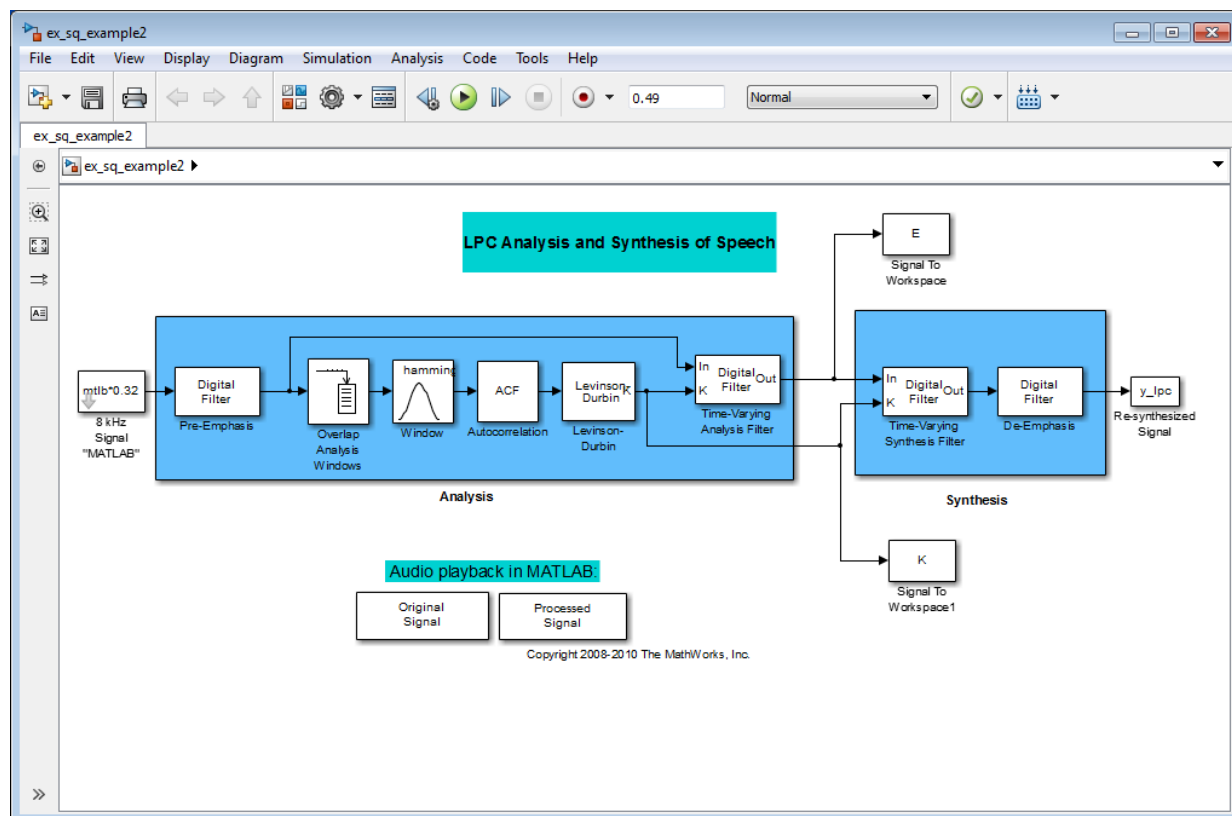 ex_sq_example2
File Edit View Display Diagram Simulation Analysis Code Tools Help
0.49
Normal
ex_sq_example2
ex_sq_example2
LPC Analysis and Synthesis of Speech
E
Signal To
Workspace
mtlb*0.32
8 kHz
Signal
"MATLAB"
Digital
Filter
Pre-Emphasis
Overlap
Analysis
Windows
hamming
Window
ACF
Autocorrelation
Levinson
Durbin
K
Levinson-
Durbin
In
K
Digital
Filter
Out
Time-Varying
Analysis Filter
Analysis
In
K
Digital
Filter
Out
Time-Varying
Synthesis Filter
Digital
Filter
De-Emphasis
Synthesis
y_lpc
Re-synthesized
Signal
K
Signal To
Workspace1
Audio playback in MATLAB:
Original
Signal
Processed
Signal
Copyright 2008-2010 The MathWorks, Inc.